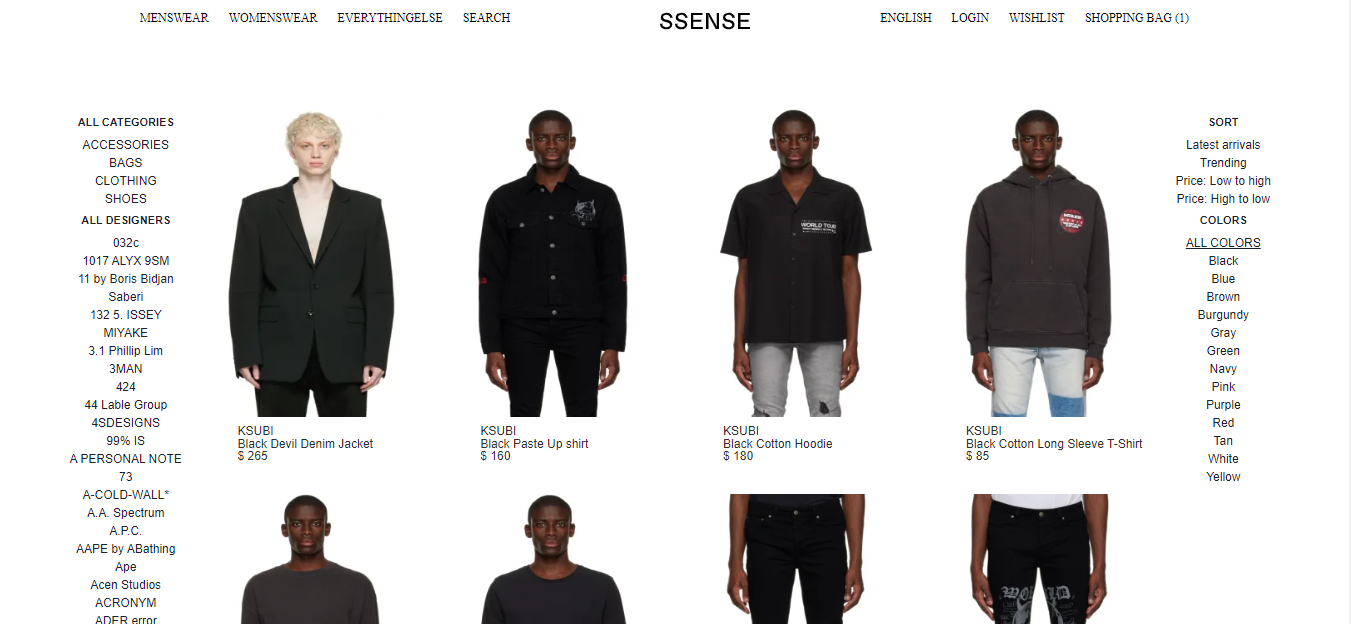 MENSWEAR WOMENSWEAR EVERYTHINGELSE SEARCH SSENSE ENGLISH LOGIN WISHLIST SHOPPING BAG (1)
ALL CATEGORIES
ACCESSORIES
BAGS
CLOTHING
SHOES
ALL DESIGNERS
032c
1017 ALYX 9SM
11 by Boris Bidjan
Saberi
132 5. ISSEY
MIYAKE
3.1 Phillip Lim
3MAN
424
44 Lable Group
4SDESIGNS
99% IS
A PERSONAL NOTE
73
A-COLD-WALL*
A.A. Spectrum
A.P.C.
AAPE by ABathing
Ape
Acen Studios
ACRONYM
ADER error
WORLD TOUR
KSUBI
Black Devil Denim Jacket
$ 265
KSUBI
Black Paste Up shirt
$ 160
KSUBI
Black Cotton Hoodie
$ 180
KSUBI
Black Cotton Long Sleeve T-Shirt
$ 85
WORLD
SORT
Latest arrivals
Trending
Price: Low to high
Price: High to low
COLORS
ALL COLORS
Black
Blue
Brown
Burgundy
Gray
Green
Navy
Pink
Purple
Red
Tan
White
Yellow